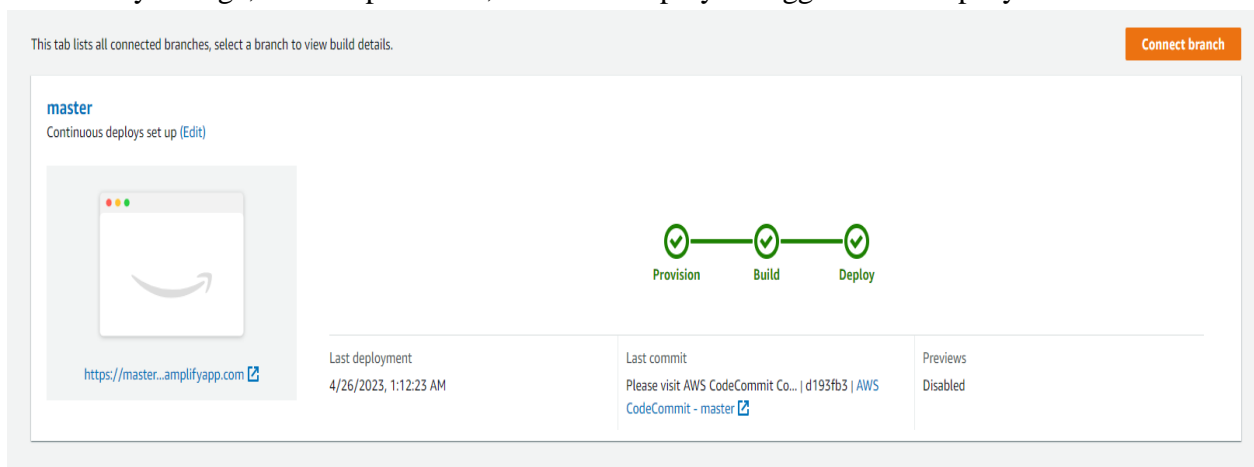 This tab lists all connected branches, select a branch to view build details.
Connect branch
master
Continuous deploys set up (Edit)
Provision
Build
Deploy
https://master...amplifyapp.com
Last deployment
4/26/2023, 1:12:23 AM
Last commit
Please visit AWS CodeCommit Co... | d193fb3 | AWS
CodeCommit - master
Previews
Disabled